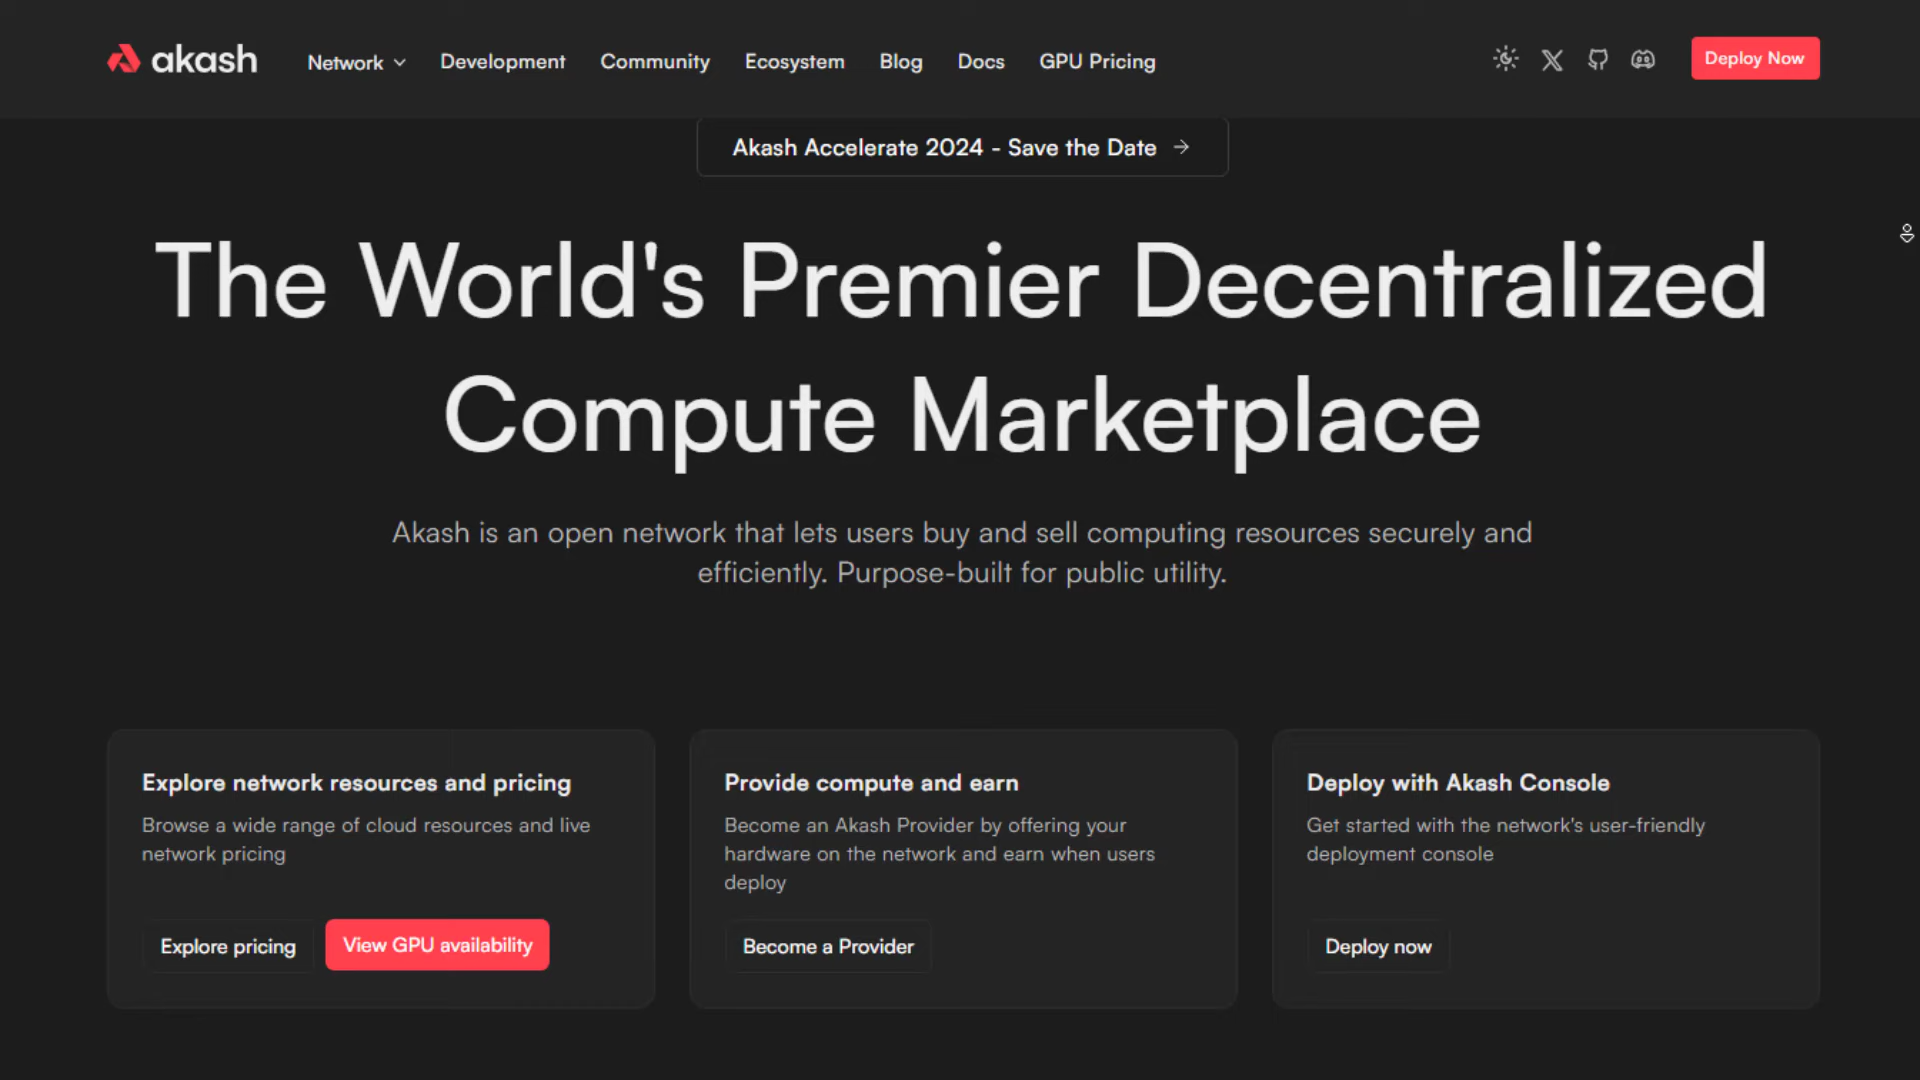 akash
Network
Development
Community
Ecosystem
Blog
Docs
GPU Pricing
Deploy Now
Akash Accelerate 2024 - Save the Date →
The World's Premier Decentralized
Compute Marketplace
Akash is an open network that lets users buy and sell computing resources securely and
efficiently. Purpose-built for public utility.
Explore network resources and pricing
Browse a wide range of cloud resources and live
network pricing
Explore pricing
View GPU availability
Provide compute and earn
Become an Akash Provider by offering your
hardware on the network and earn when users
deploy
Become a Provider
Deploy with Akash Console
Get started with the network's user-friendly
deployment console
Deploy now